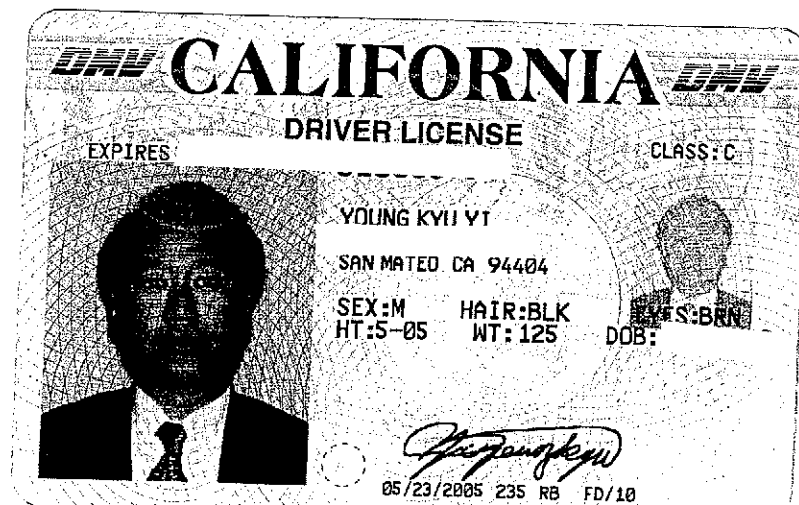 DMV CALIFORNIA DMV
DRIVER LICENSE
EXPIRES
CLASS:C
YOUNG KYU YI
SAN MATEO CA 94404
SEX:M HAIR:BLK EYES:BRN
HT:5-05 WT:125 DOB:
05/23/2005 235 RB FD/10